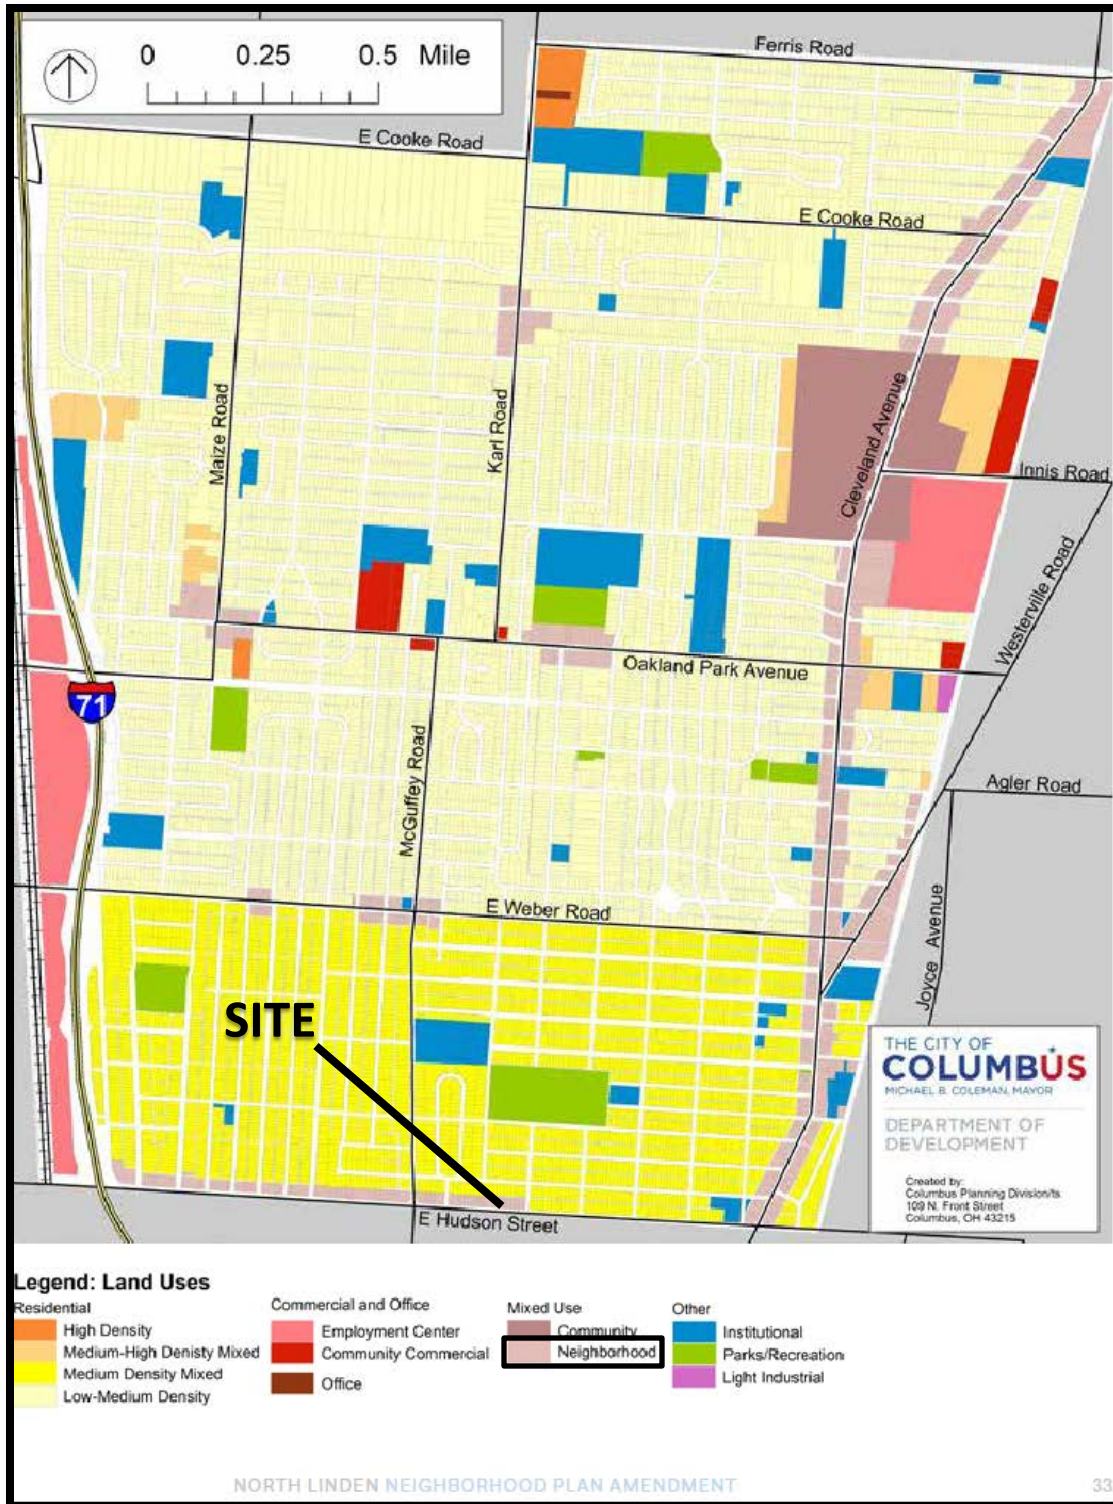 0 0.25 0.5 Mile
Ferris Road
E Cooke Road
E Cooke Road
Maize Road
Karl Road
Cleveland Avenue
Innis Road
Westerville Road
Oakland Park Avenue
71
McGuffey Road
Agler Road
E Weber Road
Joyce Avenue
SITE
E Hudson Street
THE CITY OF
COLUMBUS
MICHAEL B. COLEMAN, MAYOR
DEPARTMENT OF
DEVELOPMENT
Created by:
Columbus Planning Division/ts
109 N. Front Street
Columbus, OH 43215
Legend: Land Uses
Residential
High Density
Medium-High Denisty Mixed
Medium Density Mixed
Low-Medium Density
Commercial and Office
Employment Center
Community Commercial
Office
Mixed Use
Community
Neighborhood
Other
Institutional
Parks/Recreation
Light Industrial
NORTH LINDEN NEIGHBORHOOD PLAN AMENDMENT 33